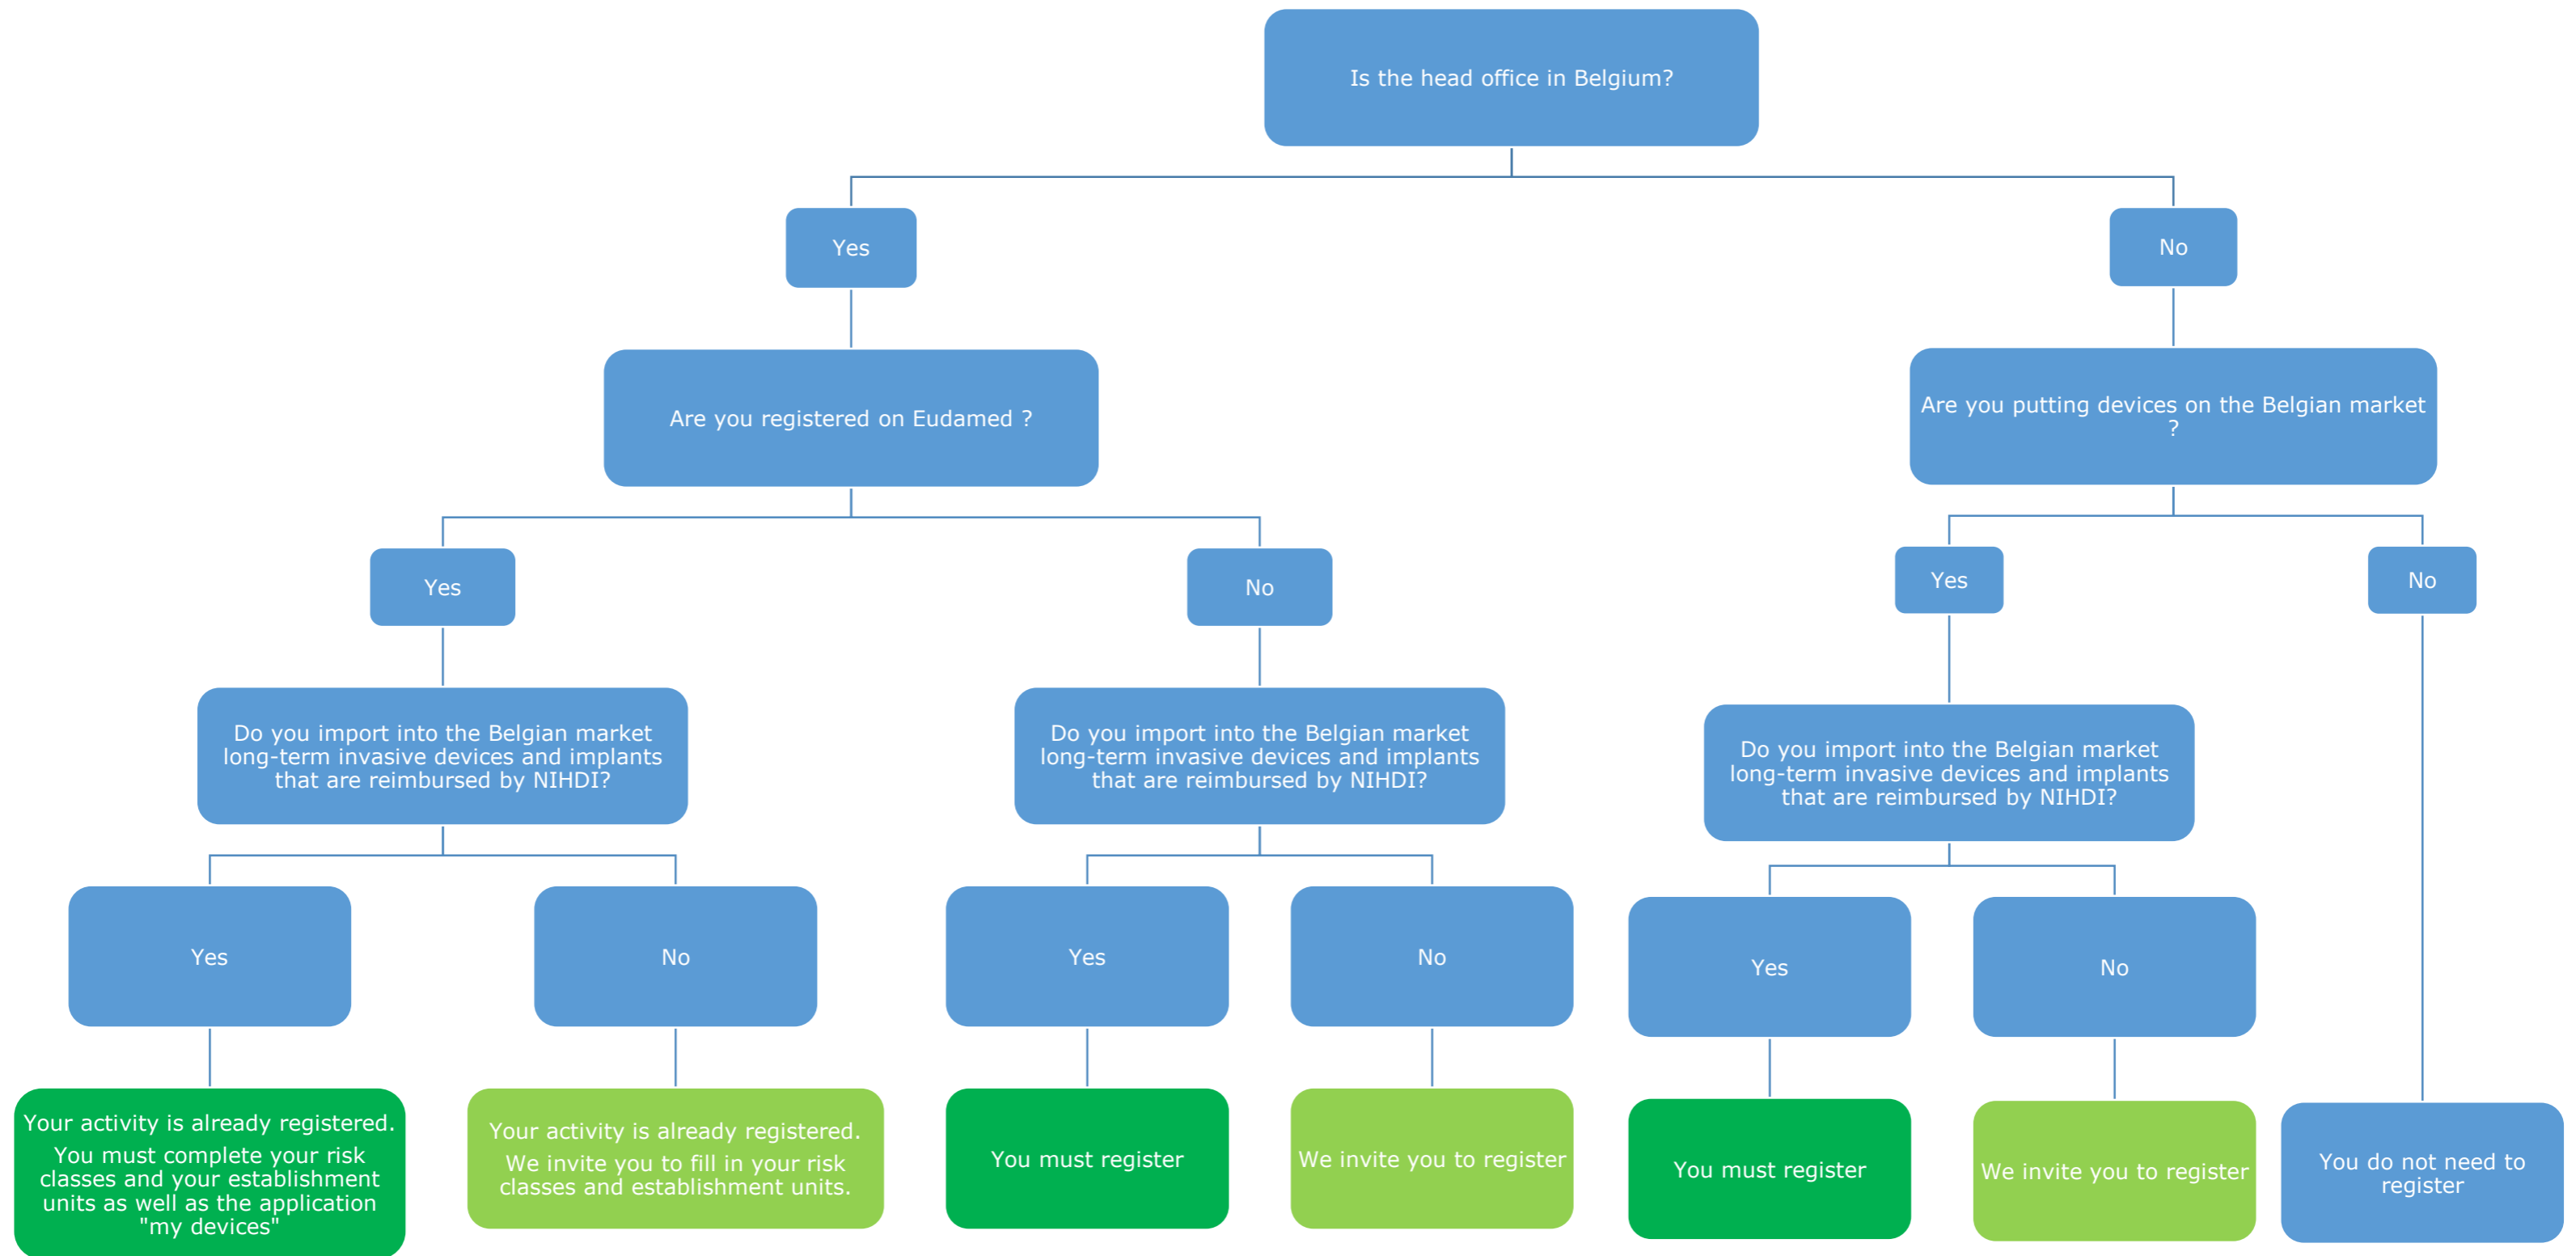 Is the head office in Belgium?
Yes
No
Are you registered on Eudamed ?
Are you putting devices on the Belgian market
?
Yes
No
Yes
No
Do you import into the Belgian market
long-term invasive devices and implants
that are reimbursed by NIHDI?
Do you import into the Belgian market
long-term invasive devices and implants
that are reimbursed by NIHDI?
Do you import into the Belgian market
long-term invasive devices and implants
that are reimbursed by NIHDI?
Yes
No
Yes
No
Yes
No
Your activity is already registered.
You must complete your risk
classes and your establishment
units as well as the application
"my devices"
Your activity is already registered.
We invite you to fill in your risk
classes and establishment units.
You must register
We invite you to register
You must register
We invite you to register
You do not need to
register